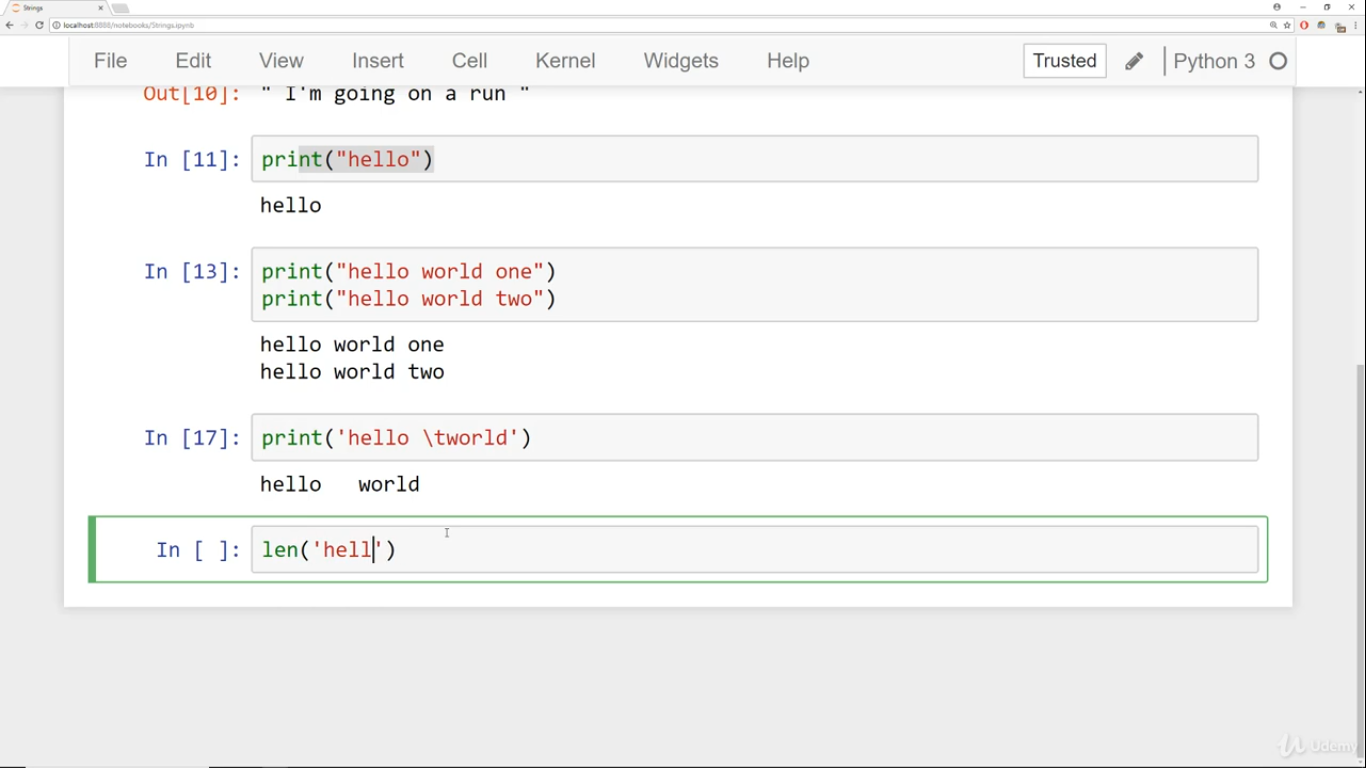 Strings
localhost:8888/notebooks/Strings.ipynb
File Edit View Insert Cell Kernel Widgets Help Trusted Python 3
Out[10]: " I'm going on a run "
In [11]: print("hello")
hello
In [13]: print("hello world one")
print("hello world two")
hello world one
hello world two
In [17]: print('hello \tworld')
hello   world
In [ ]: len('hell')
Udemy